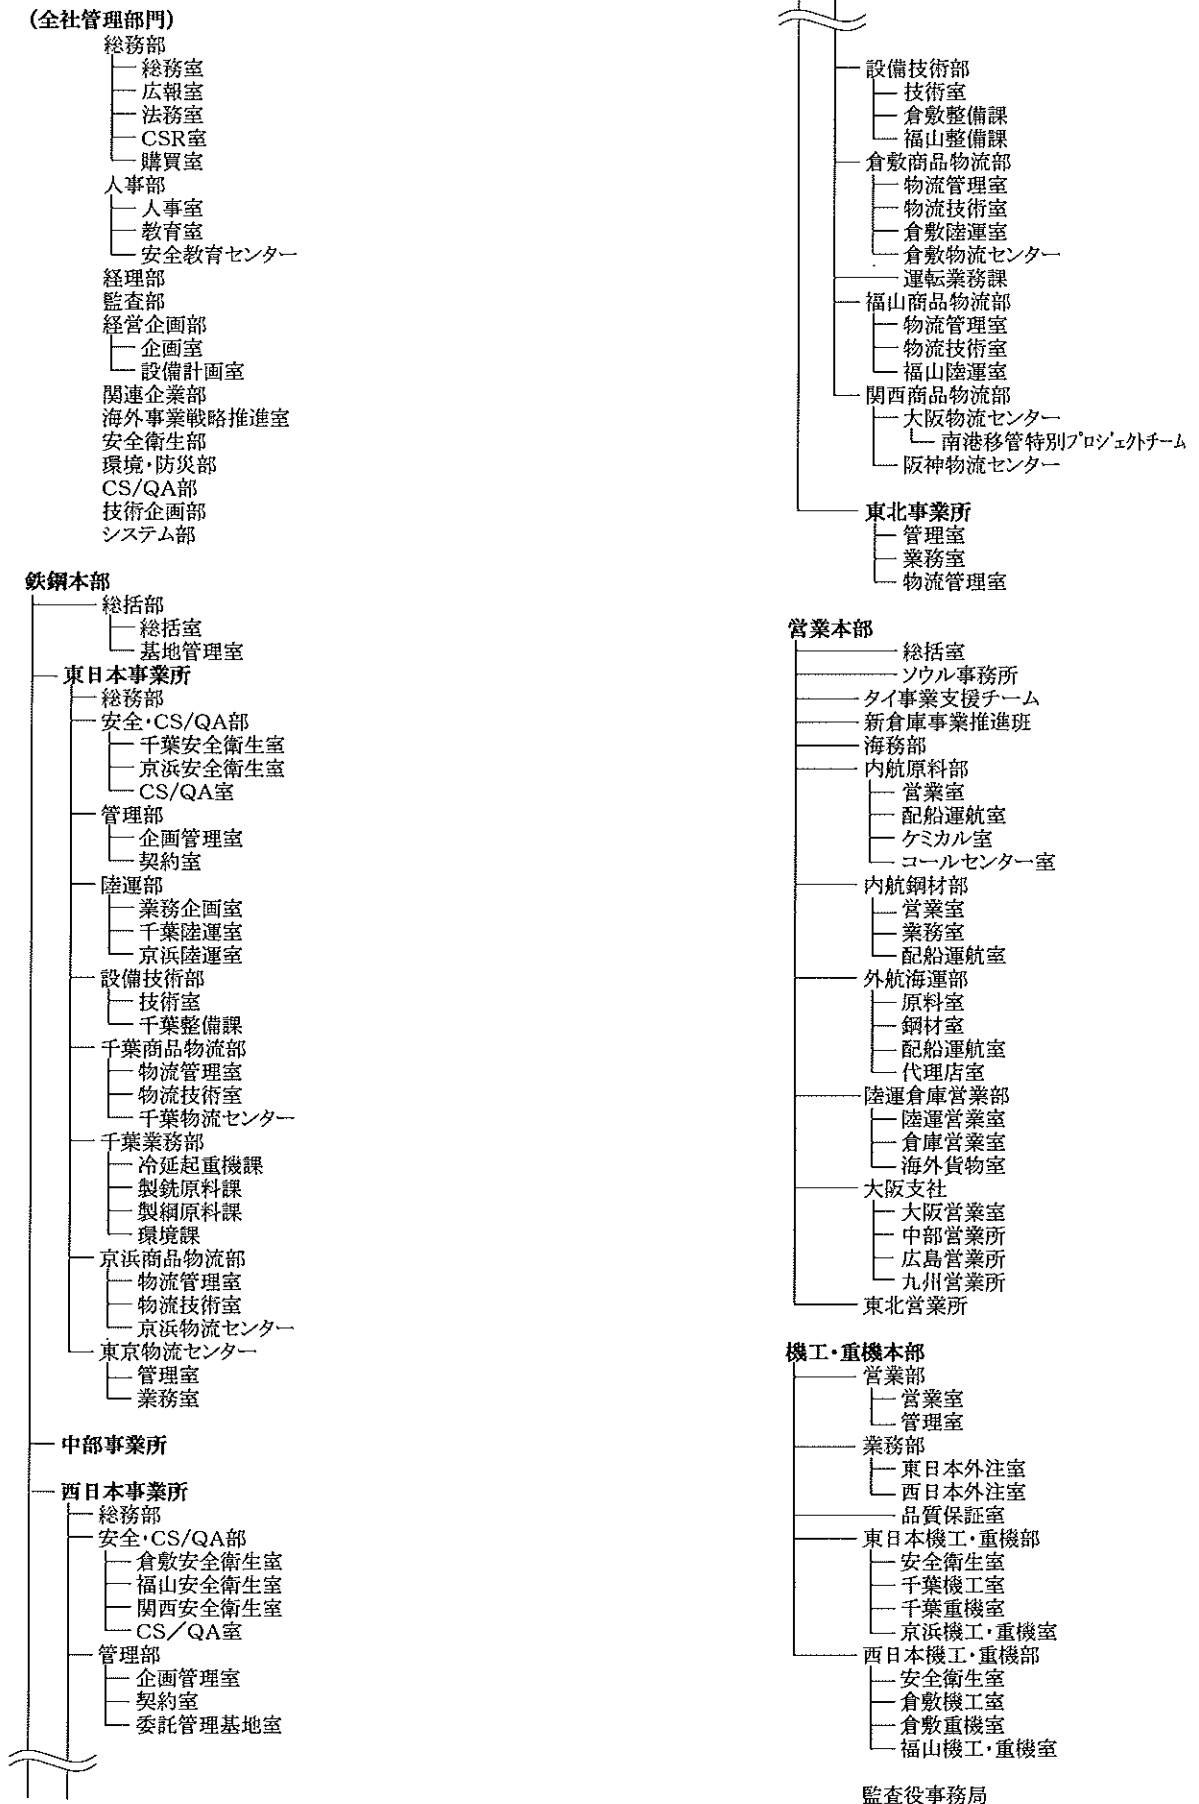 (全社管理部門)
総務部
総務室
広報室
法務室
CSR室
購買室
人事部
人事室
教育室
安全教育センター
経理部
監査部
経営企画部
企画室
設備計画室
関連企業部
海外事業戦略推進室
安全衛生部
環境・防災部
CS/QA部
技術企画部
システム部
鉄鋼本部
総括部
総括室
基地管理室
東日本事業所
総務部
安全・CS/QA部
千葉安全衛生室
京浜安全衛生室
CS/QA室
管理部
企画管理室
契約室
陸運部
業務企画室
千葉陸運室
京浜陸運室
設備技術部
技術室
千葉整備課
千葉商品物流部
物流管理室
物流技術室
千葉物流センター
千葉業務部
冷延起重機課
製銑原料課
製鋼原料課
環境課
京浜商品物流部
物流管理室
物流技術室
京浜物流センター
東京物流センター
管理室
業務室
中部事業所
西日本事業所
総務部
安全・CS/QA部
倉敷安全衛生室
福山安全衛生室
関西安全衛生室
CS／QA室
管理部
企画管理室
契約室
委託管理基地室
設備技術部
技術室
倉敷整備課
福山整備課
倉敷商品物流部
物流管理室
物流技術室
倉敷陸運室
倉敷物流センター
運転業務課
福山商品物流部
物流管理室
物流技術室
福山陸運室
関西商品物流部
大阪物流センター
南港移管特別プロジェクトチーム
阪神物流センター
東北事業所
管理室
業務室
物流管理室
営業本部
総括室
ソウル事務所
タイ事業支援チーム
新倉庫事業推進班
海務部
内航原料部
営業室
配船運航室
ケミカル室
コールセンター室
内航鋼材部
営業室
業務室
配船運航室
外航海運部
原料室
鋼材室
配船運航室
代理店室
陸運倉庫営業部
陸運営業室
倉庫営業室
海外貨物室
大阪支社
大阪営業室
中部営業所
広島営業所
九州営業所
東北営業所
機工・重機本部
営業部
営業室
管理室
業務部
東日本外注室
西日本外注室
品質保証室
東日本機工・重機部
安全衛生室
千葉機工室
千葉重機室
京浜機工・重機室
西日本機工・重機部
安全衛生室
倉敷機工室
倉敷重機室
福山機工・重機室
監査役事務局